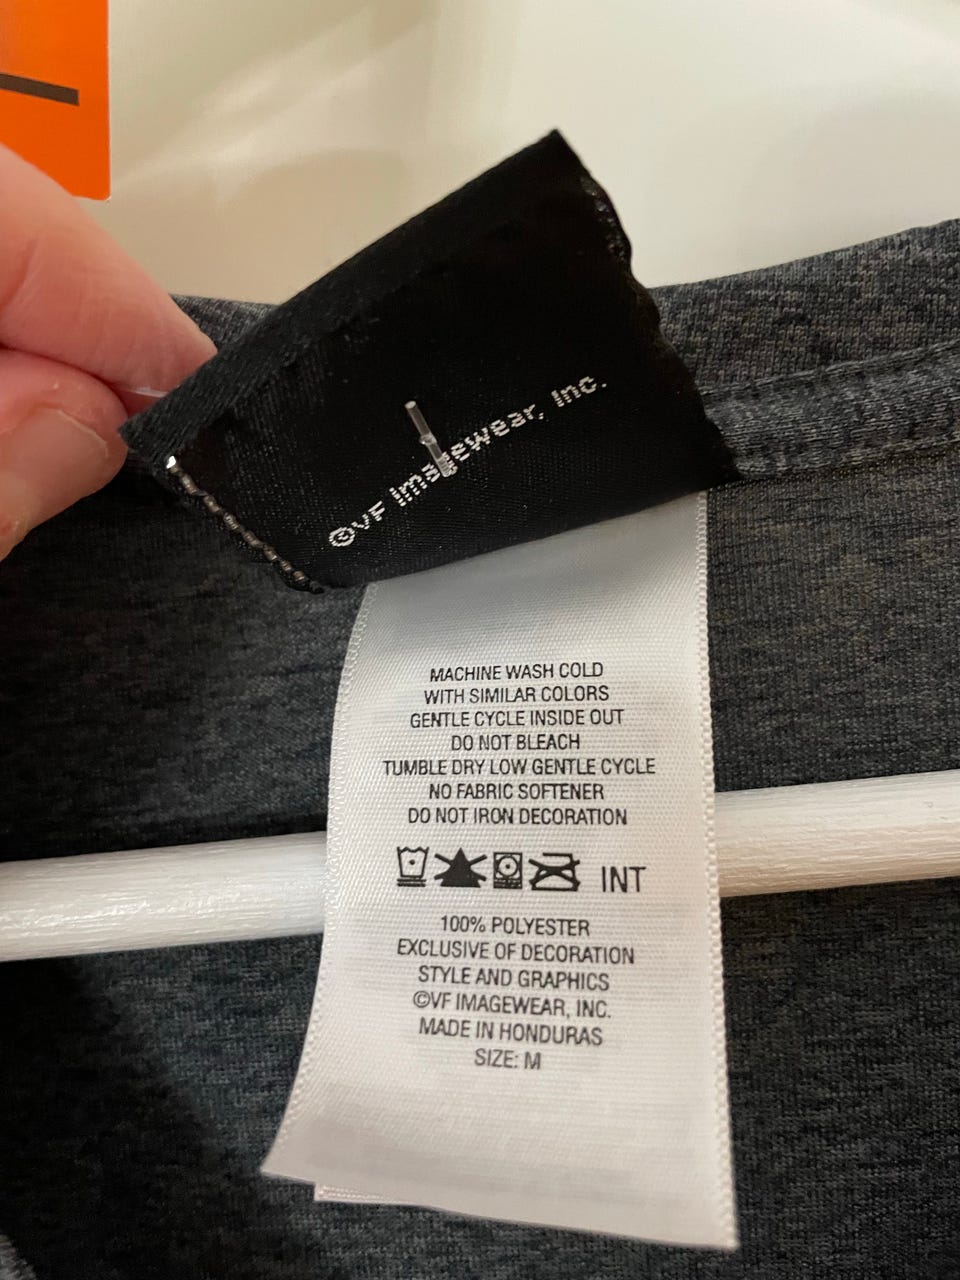 ©VF Imagewear, Inc.
MACHINE WASH COLD
WITH SIMILAR COLORS
GENTLE CYCLE INSIDE OUT
DO NOT BLEACH
TUMBLE DRY LOW GENTLE CYCLE
NO FABRIC SOFTENER
DO NOT IRON DECORATION
INT
100% POLYESTER
EXCLUSIVE OF DECORATION
STYLE AND GRAPHICS
©VF IMAGEWEAR, INC.
MADE IN HONDURAS
SIZE: M